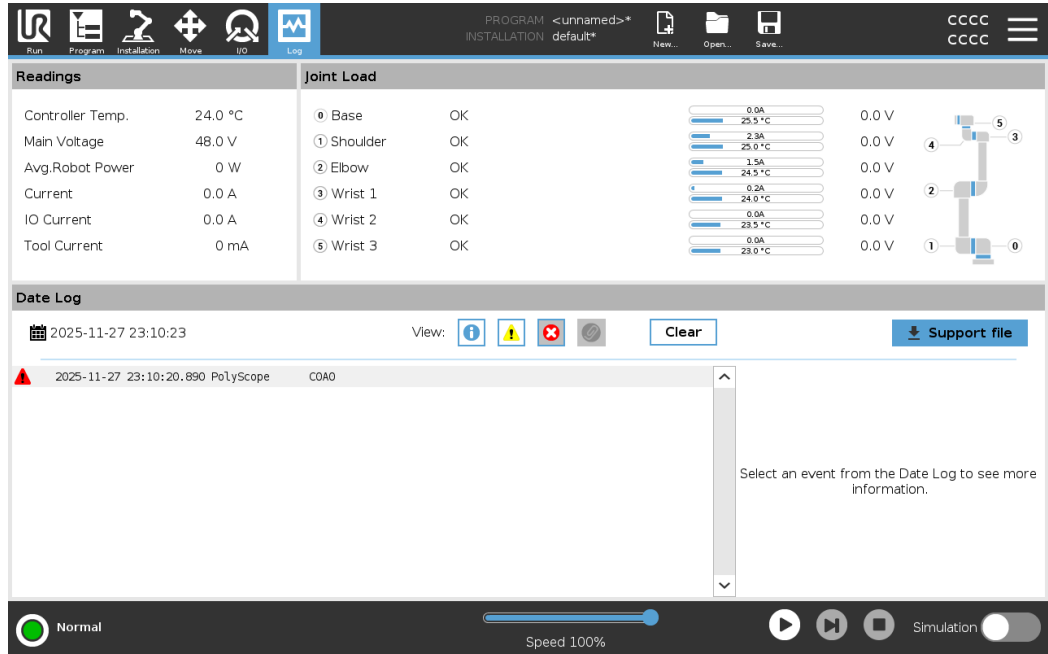 UR
PROGRAM <unnamed>*
INSTALLATION default*
CCCC
CCCC
Run Program Installation Move I/O Log New... Open... Save...
Readings
Controller Temp. 24.0 °C
Main Voltage 48.0 V
Avg.Robot Power 0 W
Current 0.0 A
IO Current 0.0 A
Tool Current 0 mA
Joint Load
0 Base OK 0.0A 25.5 °C 0.0 V
1 Shoulder OK 2.3A 25.0 °C 0.0 V
2 Elbow OK 1.5A 24.5 °C 0.0 V
3 Wrist 1 OK 0.2A 24.0 °C 0.0 V
4 Wrist 2 OK 0.0A 23.5 °C 0.0 V
5 Wrist 3 OK 0.0A 23.0 °C 0.0 V
5
4 3
2
1 0
Date Log
2025-11-27 23:10:23 View: Clear Support file
2025-11-27 23:10:20.890 PolyScope C0A0
Select an event from the Date Log to see more
information.
Normal
Speed 100%
Simulation